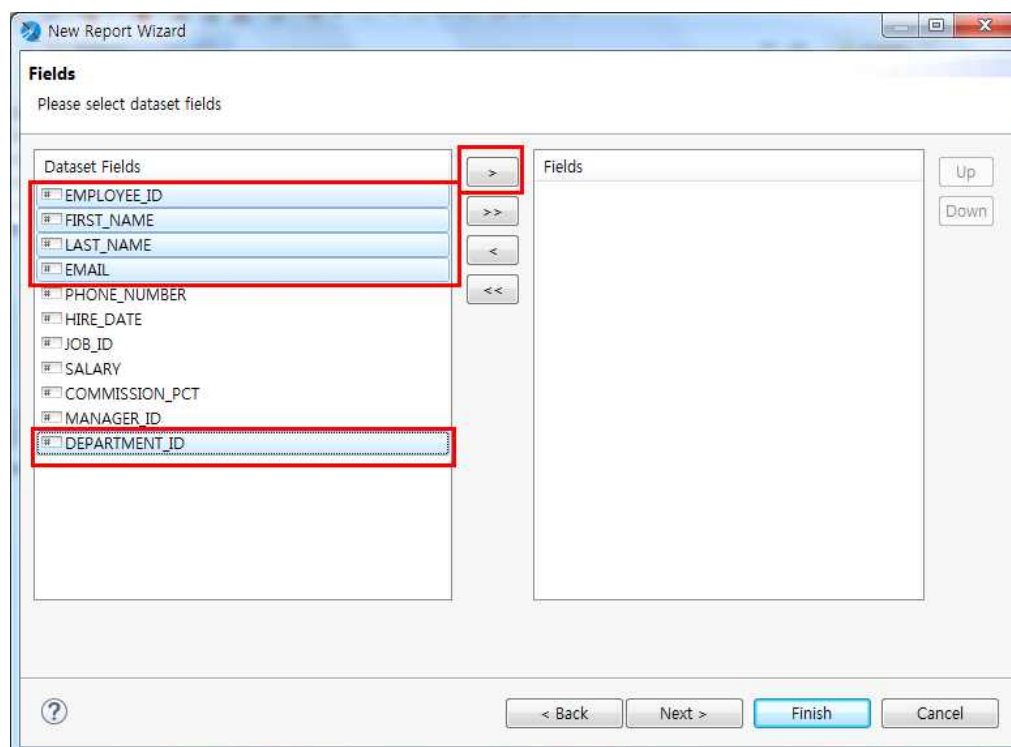 New Report Wizard
Fields
Please select dataset fields
Dataset Fields
EMPLOYEE_ID
FIRST_NAME
LAST_NAME
EMAIL
PHONE_NUMBER
HIRE_DATE
JOB_ID
SALARY
COMMISSION_PCT
MANAGER_ID
DEPARTMENT_ID
>
>>
<
<<
Fields
Up
Down
?
< Back
Next >
Finish
Cancel